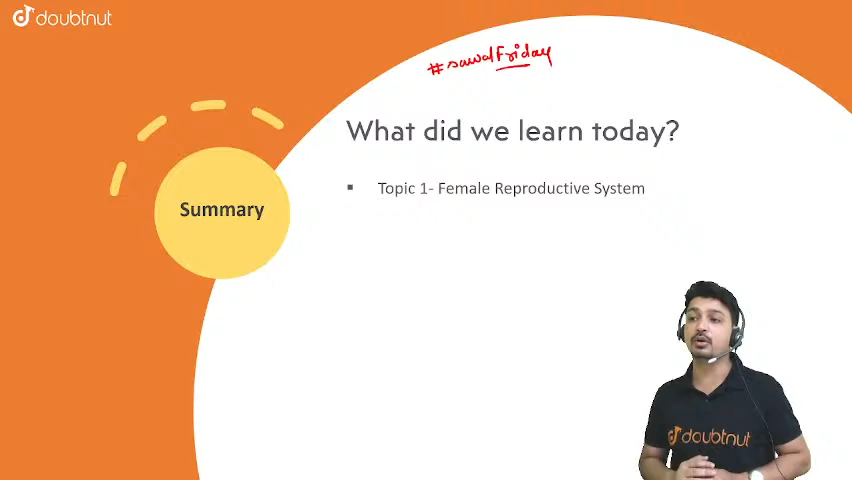 doubtnut
#sawalFriday
What did we learn today?
▪ Topic 1- Female Reproductive System
Summary
doubtnut